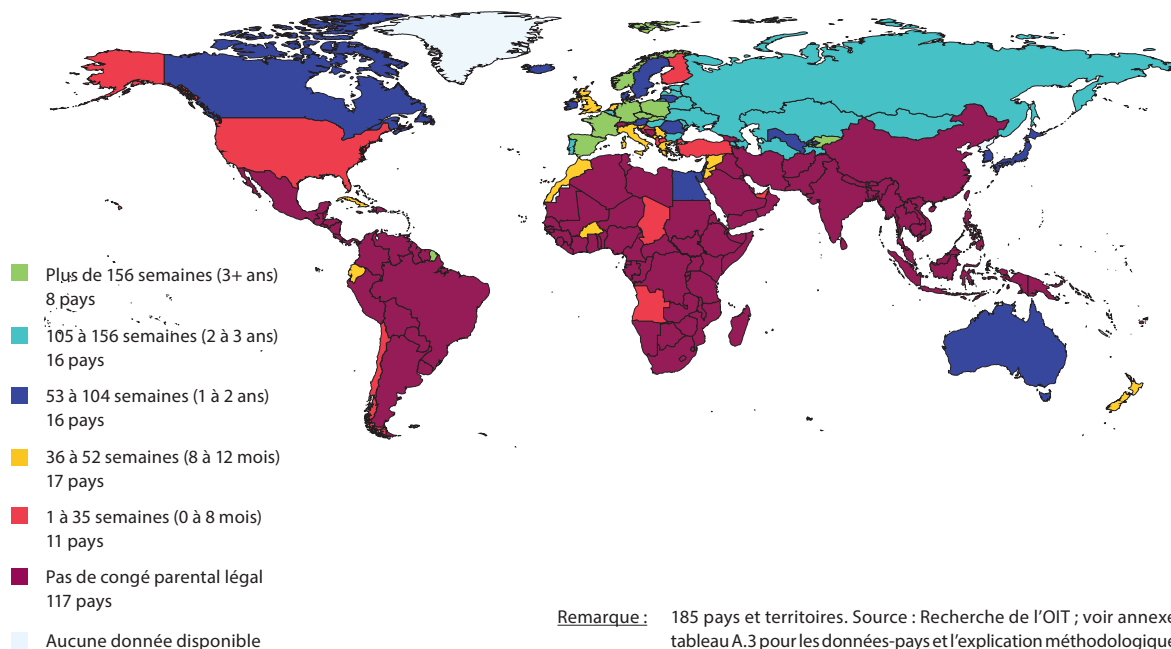 Plus de 156 semaines (3+ ans)
8 pays
105 à 156 semaines (2 à 3 ans)
16 pays
53 à 104 semaines (1 à 2 ans)
16 pays
36 à 52 semaines (8 à 12 mois)
17 pays
1 à 35 semaines (0 à 8 mois)
11 pays
Pas de congé parental légal
117 pays
Aucune donnée disponible
Remarque : 185 pays et territoires. Source : Recherche de l'OIT ; voir annexe
tableau A.3 pour les données-pays et l'explication méthodologique